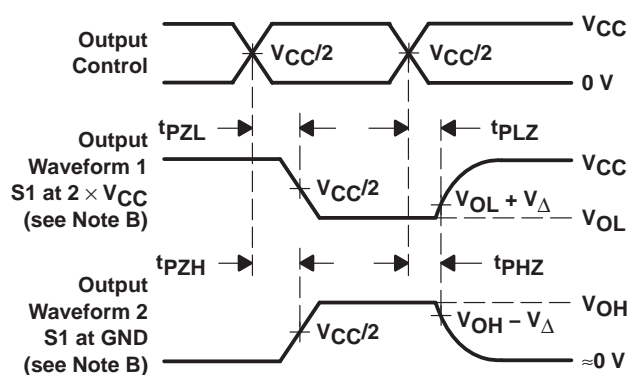 Output
Control
VCC/2
VCC/2
VCC
0 V
tPZL
tPLZ
Output
Waveform 1
S1 at 2 × VCC
(see Note B)
VCC/2
VCC
VOL + VΔ
VOL
tPZH
tPHZ
Output
Waveform 2
S1 at GND
(see Note B)
VCC/2
VOH
VOH – VΔ
≈0 V